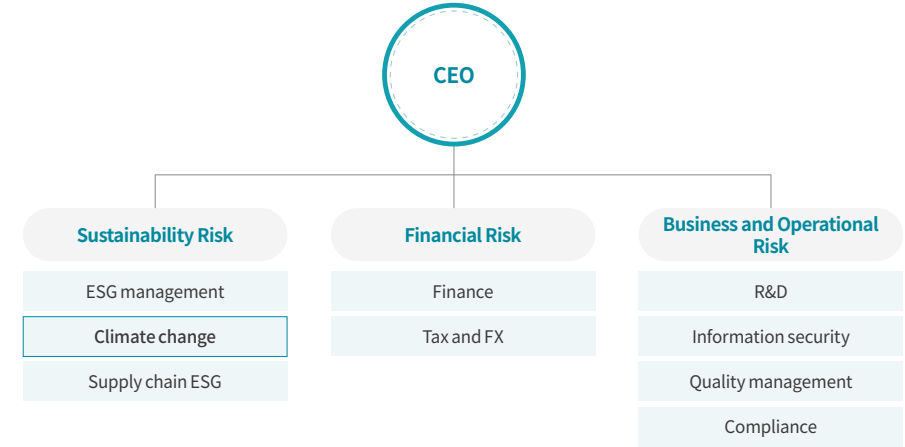 CEO
Sustainability Risk
ESG management
Climate change
Supply chain ESG
Financial Risk
Finance
Tax and FX
Business and Operational
Risk
R&D
Information security
Quality management
Compliance